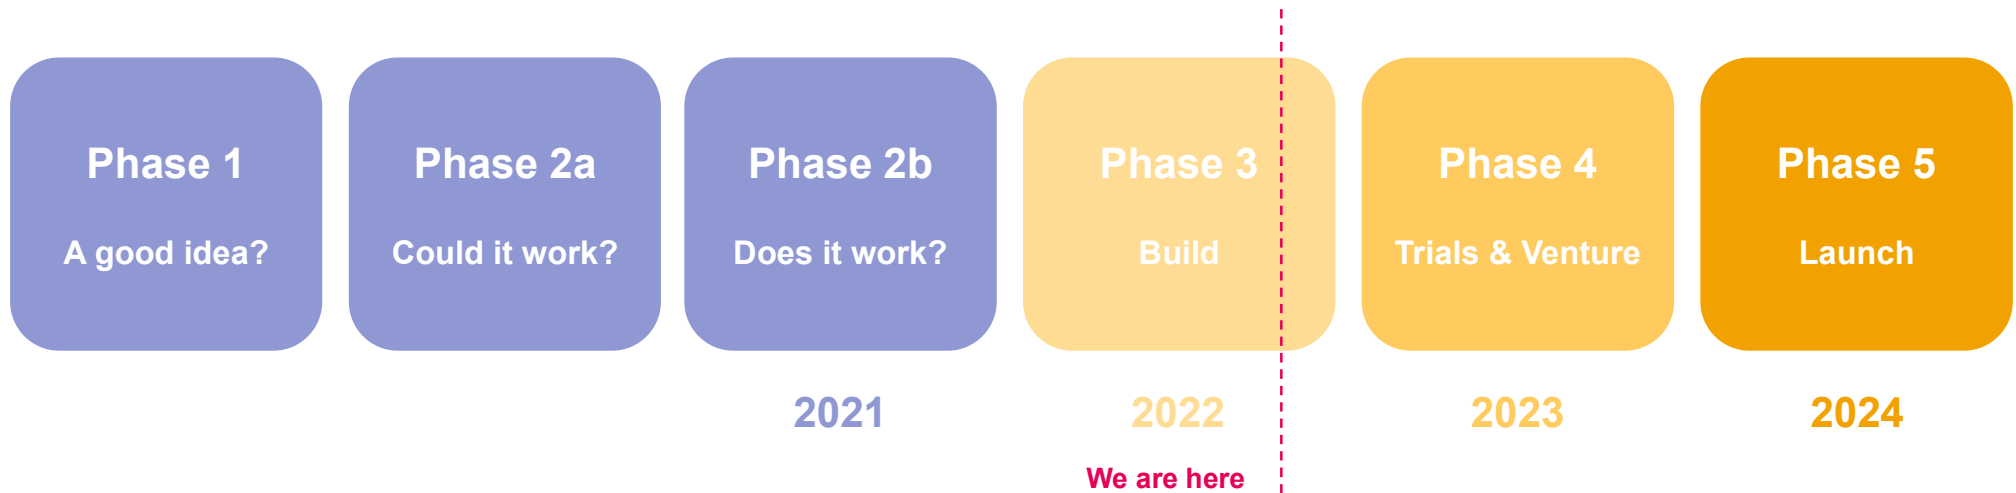 Phase 1
A good idea?
Phase 2a
Could it work?
Phase 2b
Does it work?
Phase 3
Build
Phase 4
Trials & Venture
Phase 5
Launch
2021
2022
2023
2024
We are here